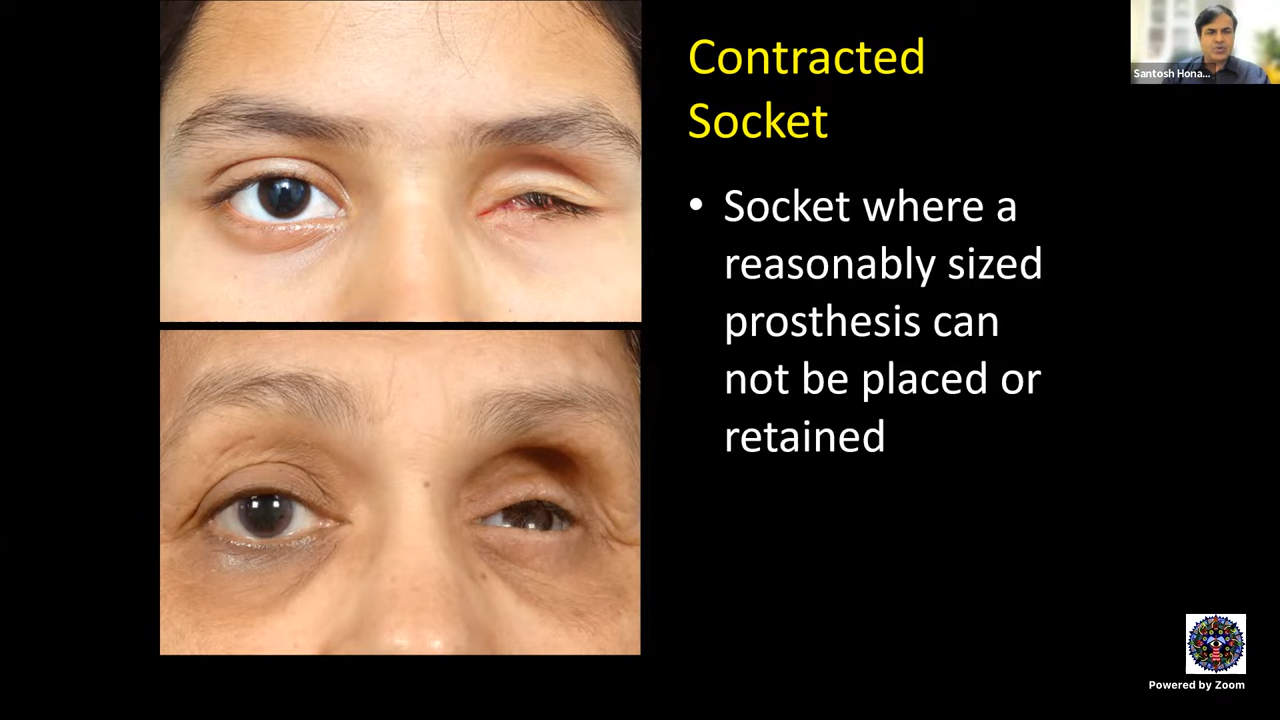 Contracted
Socket
Santosh Hona...
• Socket where a
reasonably sized
prosthesis can
not be placed or
retained
Powered by Zoom